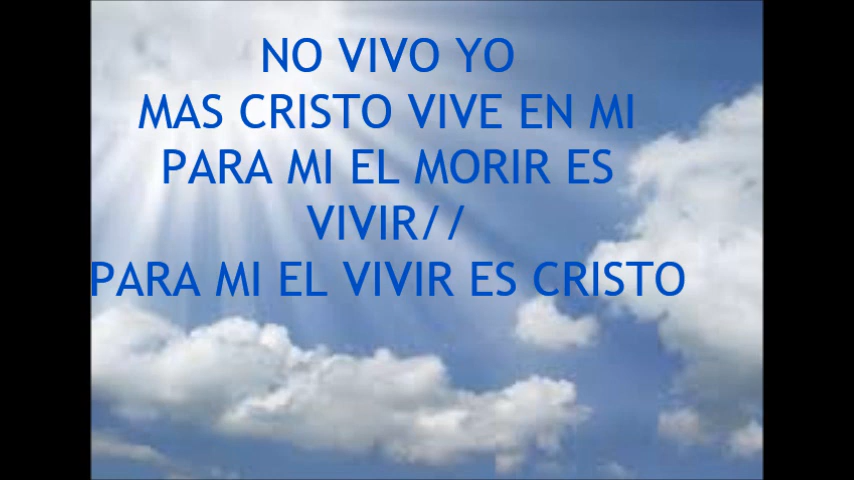 NO VIVO YO
MAS CRISTO VIVE EN MI
PARA MI EL MORIR ES
VIVIR//
PARA MI EL VIVIR ES CRISTO